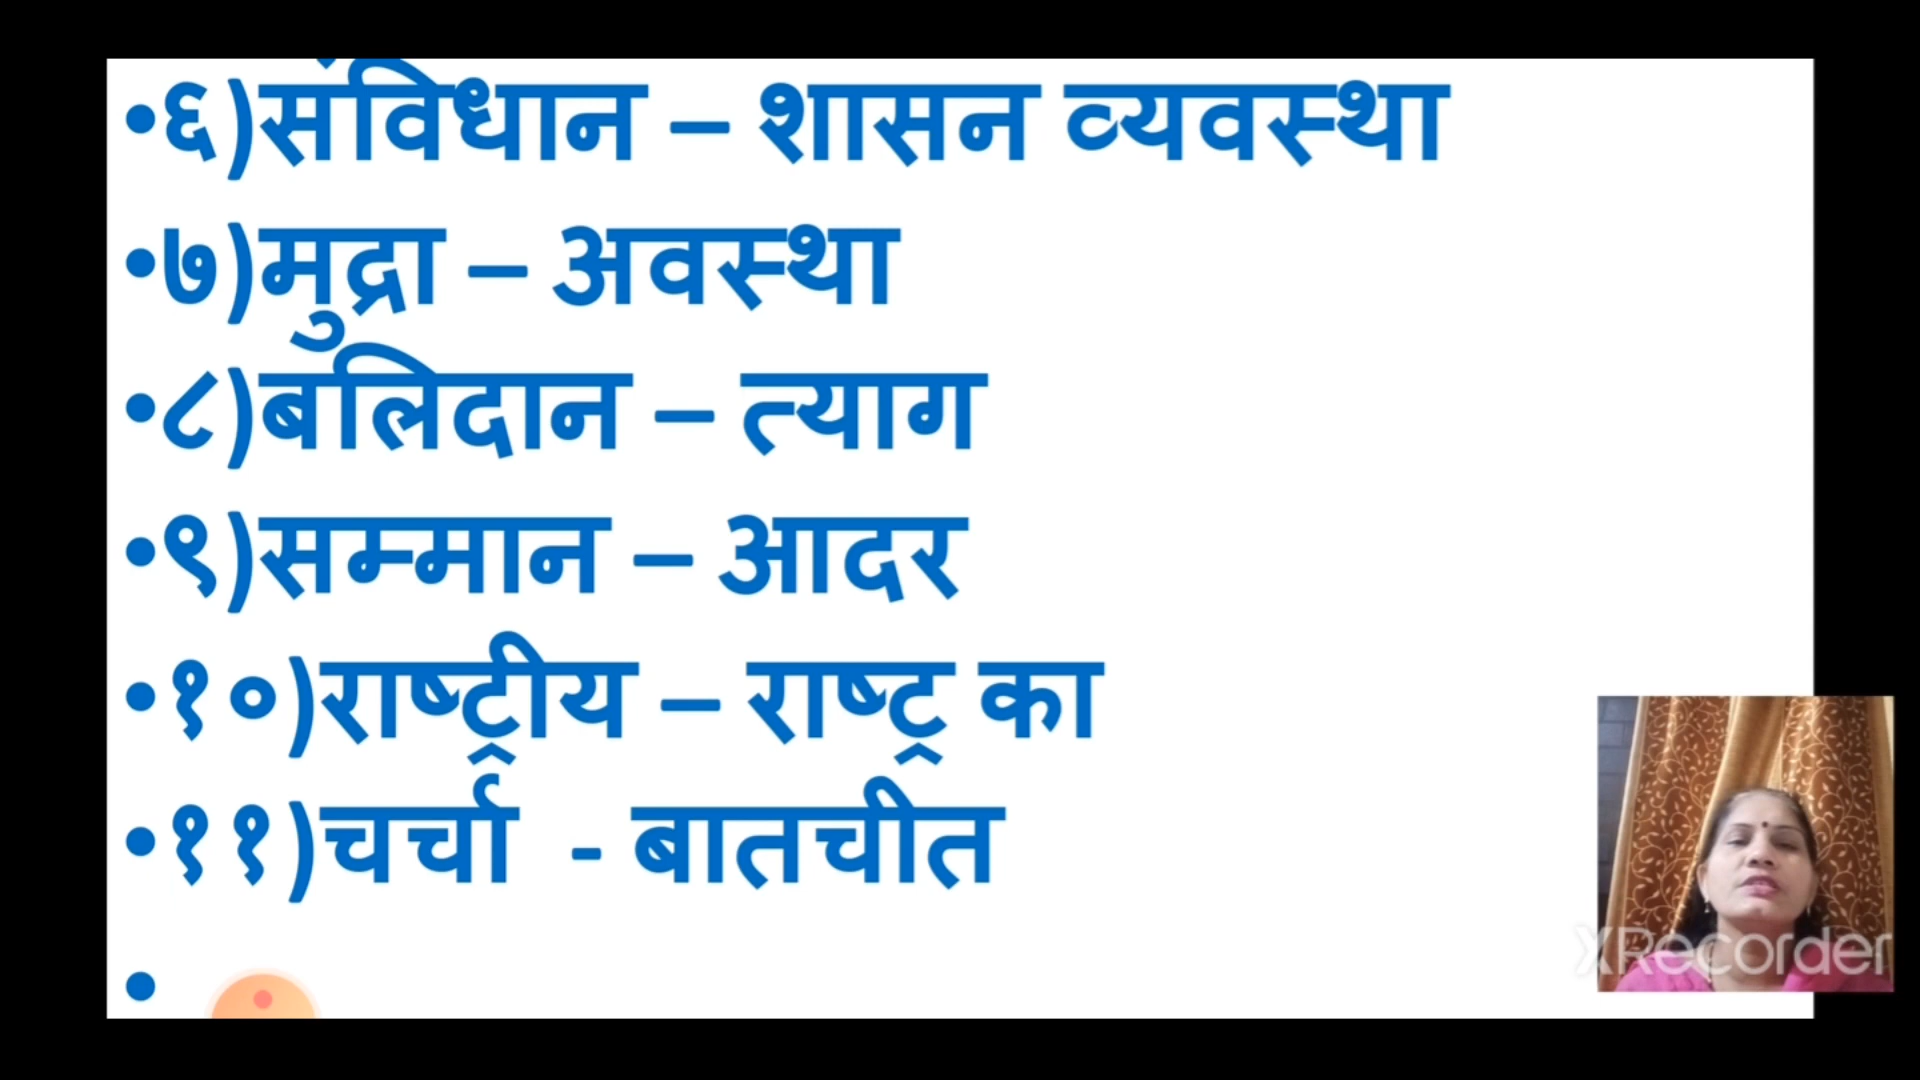 •६)संविधान – शासन व्यवस्था
•७)मुद्रा – अवस्था
•८)बलिदान – त्याग
•९)सम्मान – आदर
•१०)राष्ट्रीय – राष्ट्र का
•११)चर्चा - बातचीत
•
XRecorder